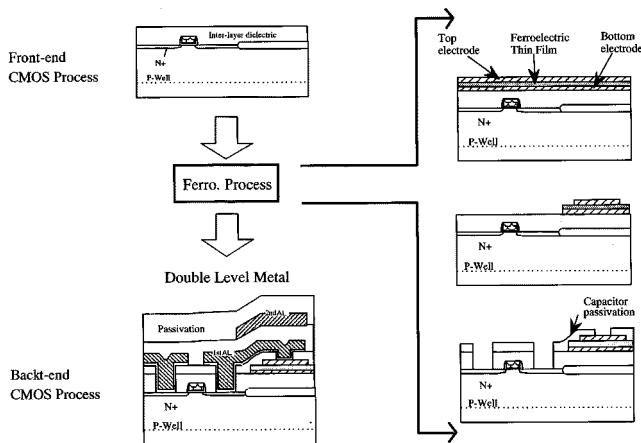 Front-end
CMOS Process
Inter-layer dielectric
N+
P-Well
Ferro. Process
Double Level Metal
Passivation
2ndAL
1stAL
Backt-end
CMOS Process
N+
P-Well
Top
electrode
Ferroelectric
Thin Film
Bottom
electrode
N+
P-Well
N+
P-Well
Capacitor
passivation
N+
P-Well